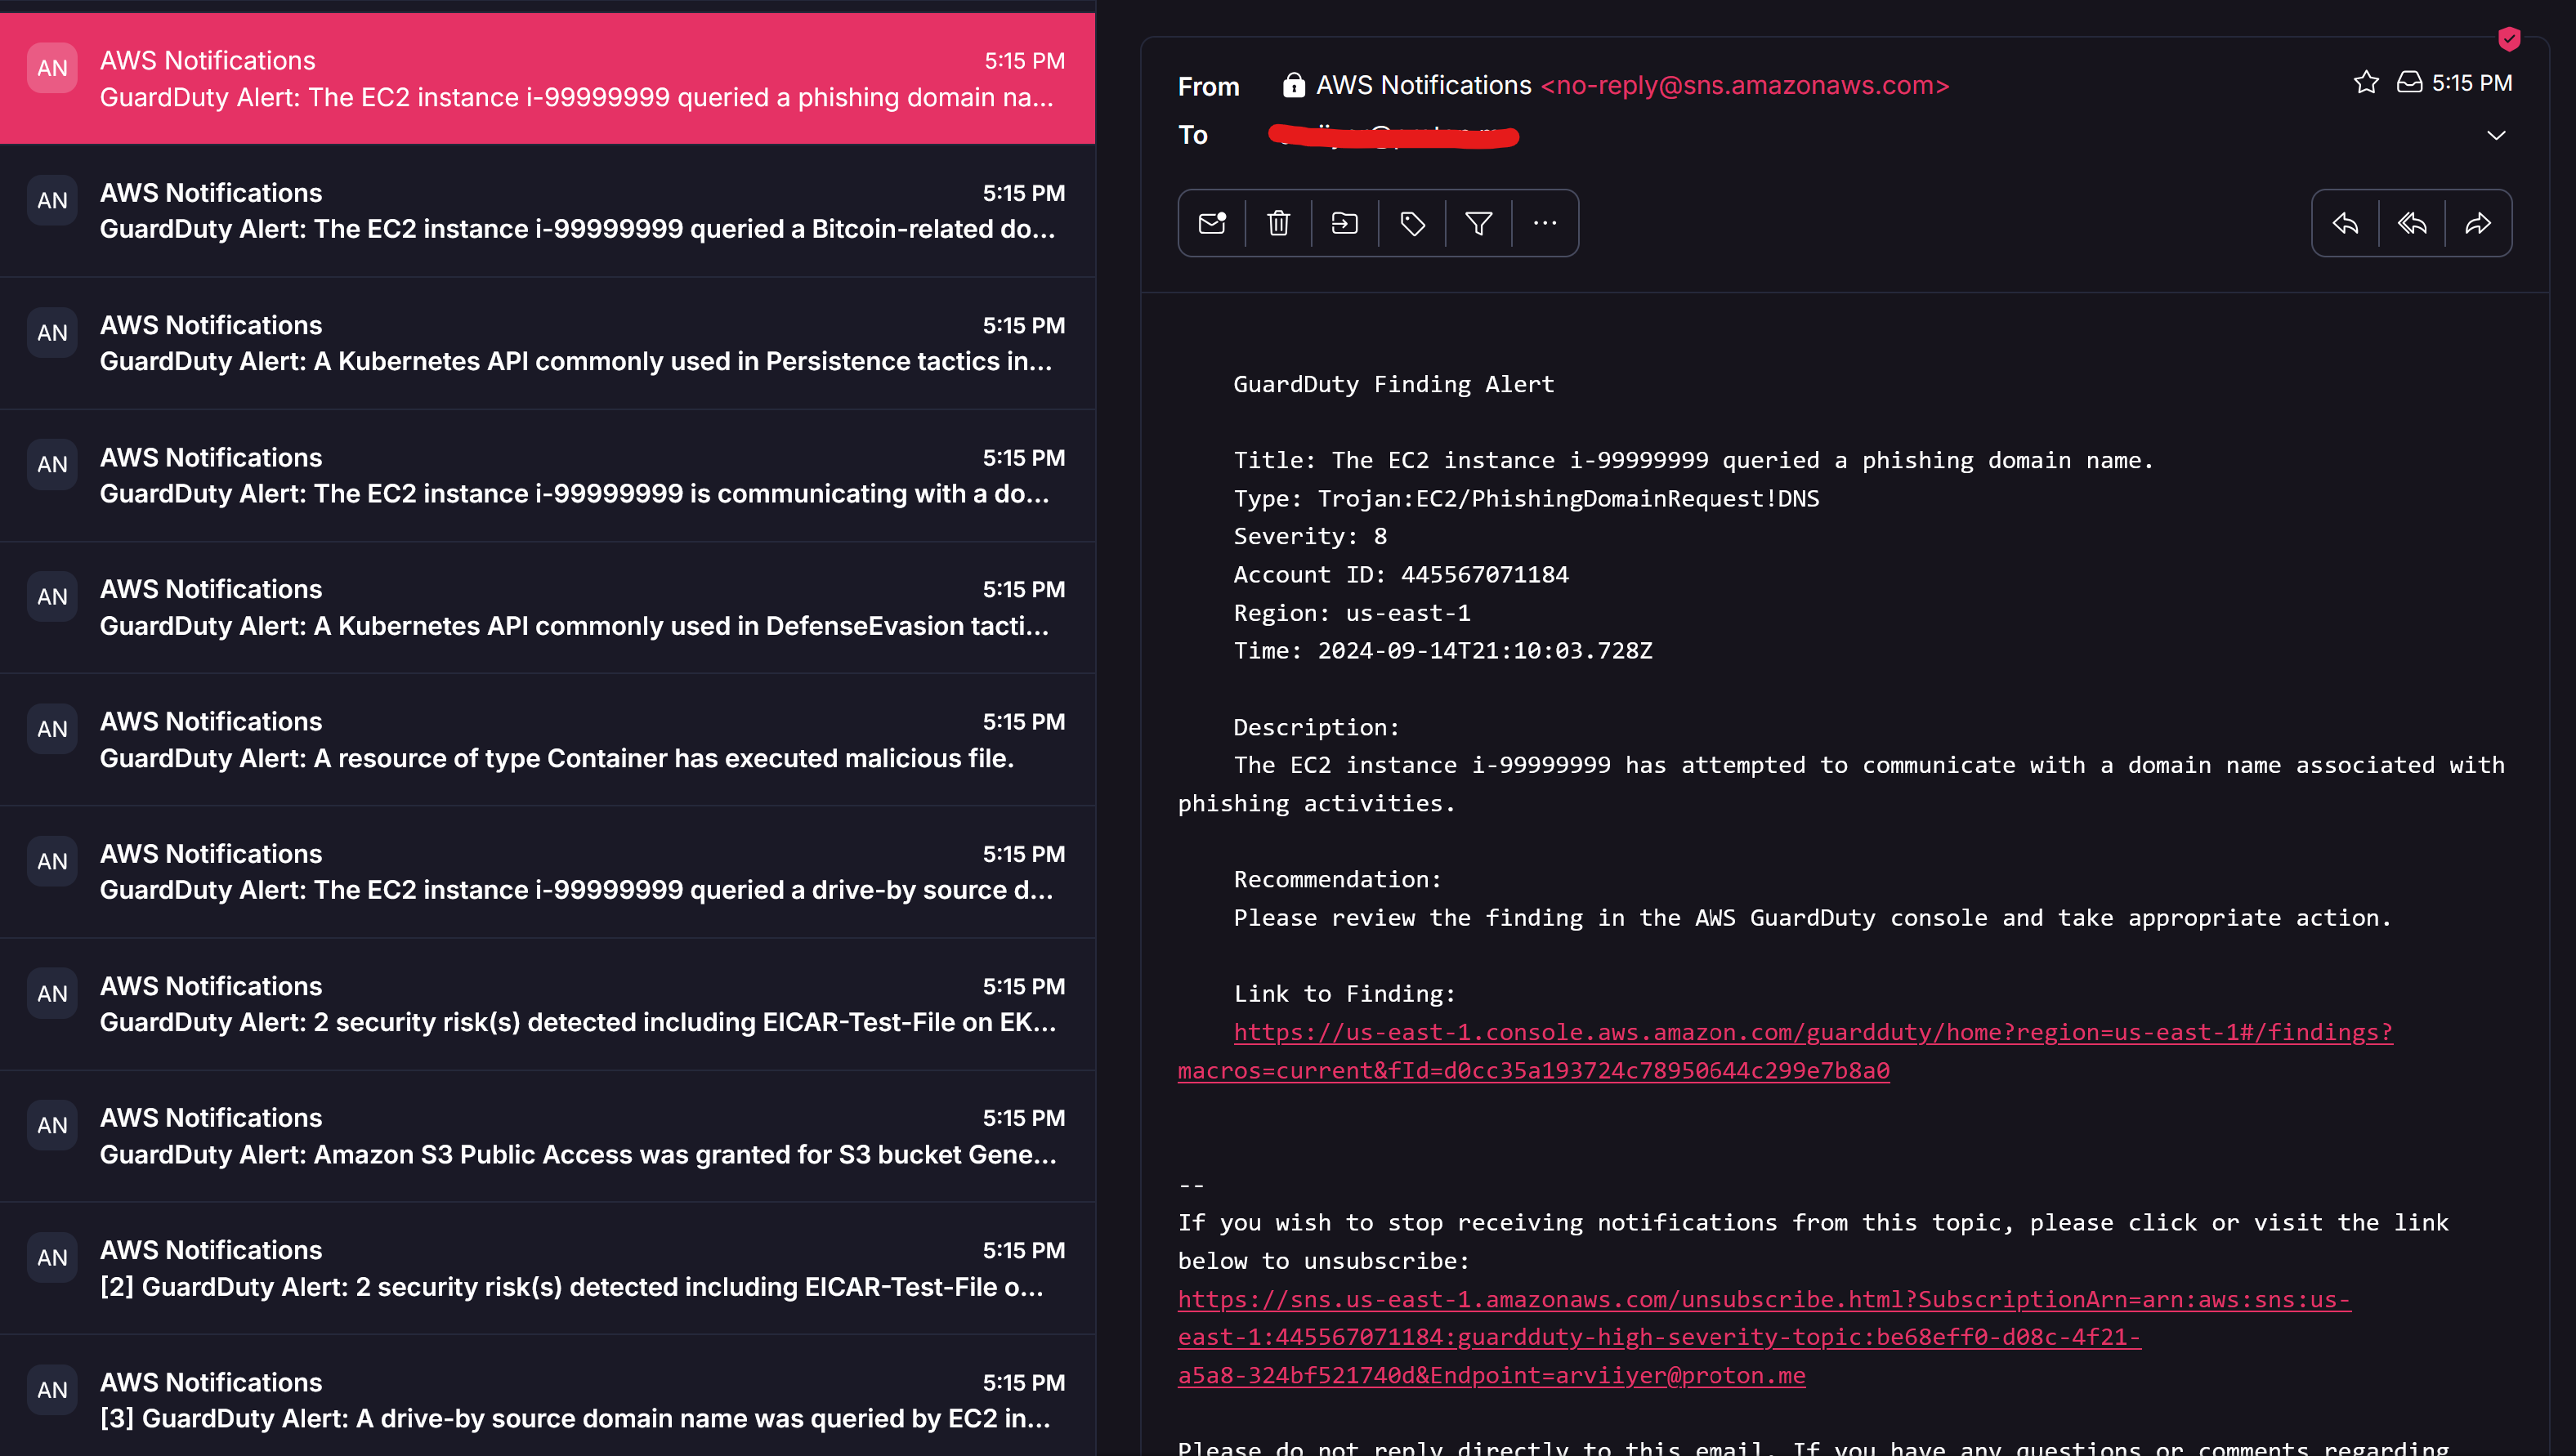 AN
AWS Notifications
5:15 PM
GuardDuty Alert: The EC2 instance i-99999999 queried a phishing domain na...
AN
AWS Notifications
5:15 PM
GuardDuty Alert: The EC2 instance i-99999999 queried a Bitcoin-related do...
AN
AWS Notifications
5:15 PM
GuardDuty Alert: A Kubernetes API commonly used in Persistence tactics in...
AN
AWS Notifications
5:15 PM
GuardDuty Alert: The EC2 instance i-99999999 is communicating with a do...
AN
AWS Notifications
5:15 PM
GuardDuty Alert: A Kubernetes API commonly used in DefenseEvasion tacti...
AN
AWS Notifications
5:15 PM
GuardDuty Alert: A resource of type Container has executed malicious file.
AN
AWS Notifications
5:15 PM
GuardDuty Alert: The EC2 instance i-99999999 queried a drive-by source d...
AN
AWS Notifications
5:15 PM
GuardDuty Alert: 2 security risk(s) detected including EICAR-Test-File on EK...
AN
AWS Notifications
5:15 PM
GuardDuty Alert: Amazon S3 Public Access was granted for S3 bucket Gene...
AN
AWS Notifications
5:15 PM
[2] GuardDuty Alert: 2 security risk(s) detected including EICAR-Test-File o...
AN
AWS Notifications
5:15 PM
[3] GuardDuty Alert: A drive-by source domain name was queried by EC2 in...
From AWS Notifications <no-reply@sns.amazonaws.com>
5:15 PM
To
GuardDuty Finding Alert
Title: The EC2 instance i-99999999 queried a phishing domain name.
Type: Trojan:EC2/PhishingDomainRequest!DNS
Severity: 8
Account ID: 445567071184
Region: us-east-1
Time: 2024-09-14T21:10:03.728Z
Description:
The EC2 instance i-99999999 has attempted to communicate with a domain name associated with
phishing activities.
Recommendation:
Please review the finding in the AWS GuardDuty console and take appropriate action.
Link to Finding:
https://us-east-1.console.aws.amazon.com/guardduty/home?region=us-east-1#/findings?
macros=current&fId=d0cc35a193724c78950644c299e7b8a0
--
If you wish to stop receiving notifications from this topic, please click or visit the link
below to unsubscribe:
https://sns.us-east-1.amazonaws.com/unsubscribe.html?SubscriptionArn=arn:aws:sns:us-
east-1:445567071184:guardduty-high-severity-topic:be68eff0-d08c-4f21-
a5a8-324bf521740d&Endpoint=arviiyer@proton.me
Please do not reply directly to this email. If you have any questions or comments regarding